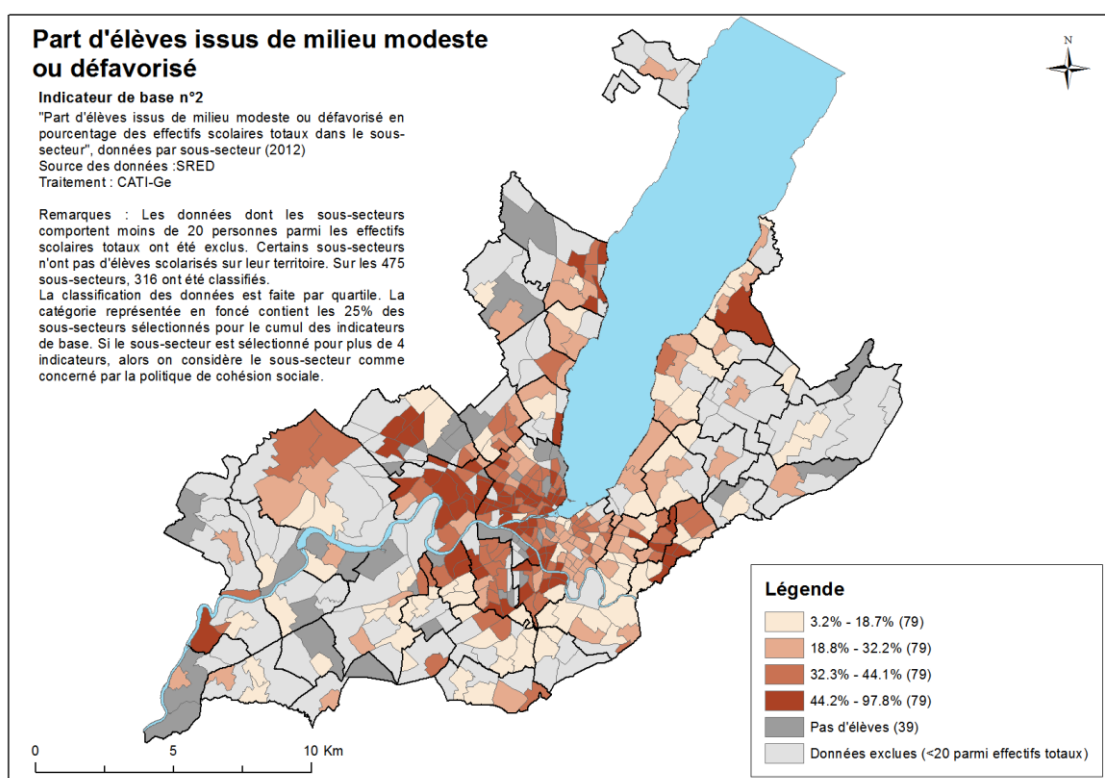 Part d'élèves issus de milieu modeste
ou défavorisé
N
Indicateur de base n°2
"Part d'élèves issus de milieu modeste ou défavorisé en
pourcentage des effectifs scolaires totaux dans le sous-
secteur", données par sous-secteur (2012)
Source des données :SRED
Traitement : CATI-Ge
Remarques : Les données dont les sous-secteurs
comportent moins de 20 personnes parmi les effectifs
scolaires totaux ont été exclus. Certains sous-secteurs
n'ont pas d'élèves scolarisés sur leur territoire. Sur les 475
sous-secteurs, 316 ont été classifiés.
La classification des données est faite par quartile. La
catégorie représentée en foncé contient les 25% des
sous-secteurs sélectionnés pour le cumul des indicateurs
de base. Si le sous-secteur est sélectionné pour plus de 4
indicateurs, alors on considère le sous-secteur comme
concerné par la politique de cohésion sociale.
Légende
3.2% - 18.7% (79)
18.8% - 32.2% (79)
32.3% - 44.1% (79)
44.2% - 97.8% (79)
Pas d'élèves (39)
Données exclues (<20 parmi effectifs totaux)
0 5 10 Km